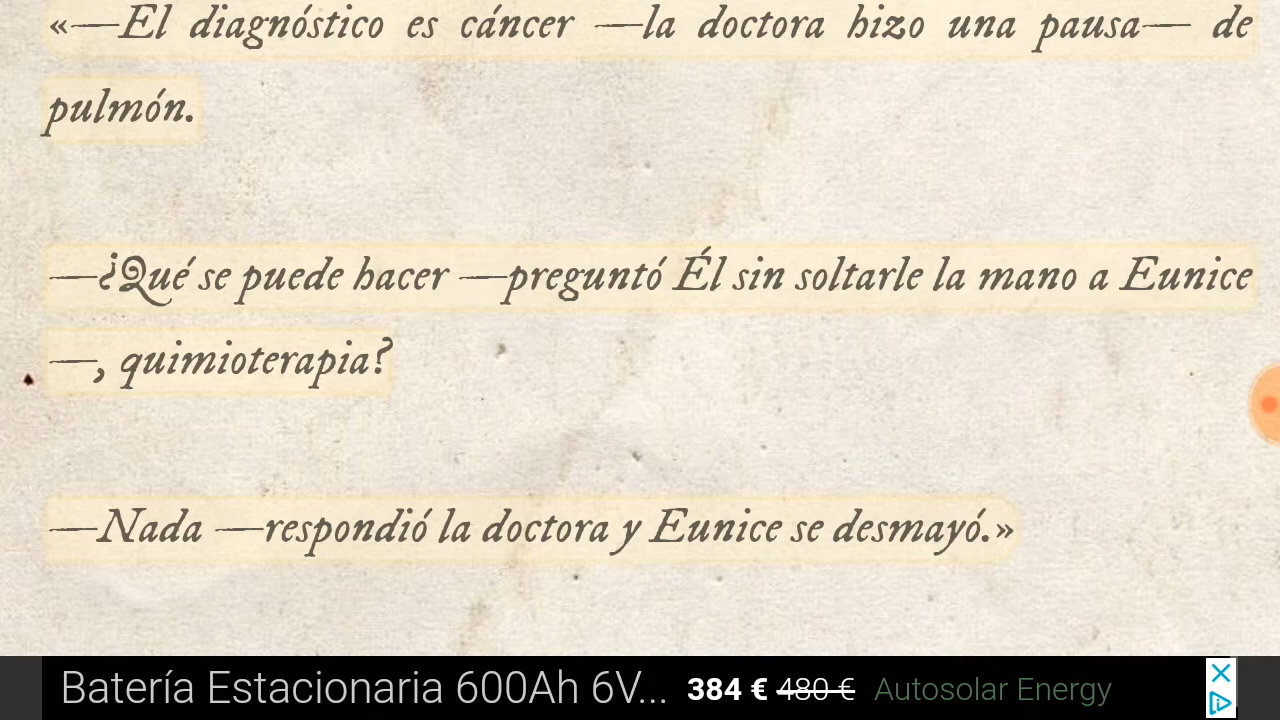 «—El diagnóstico es cáncer —la doctora hizo una pausa— de
pulmón.
—¿Qué se puede hacer —preguntó Él sin soltarle la mano a Eunice
—, quimioterapia?
—Nada —respondió la doctora y Eunice se desmayó.»
Batería Estacionaria 600Ah 6V... 384 € 480 € Autosolar Energy